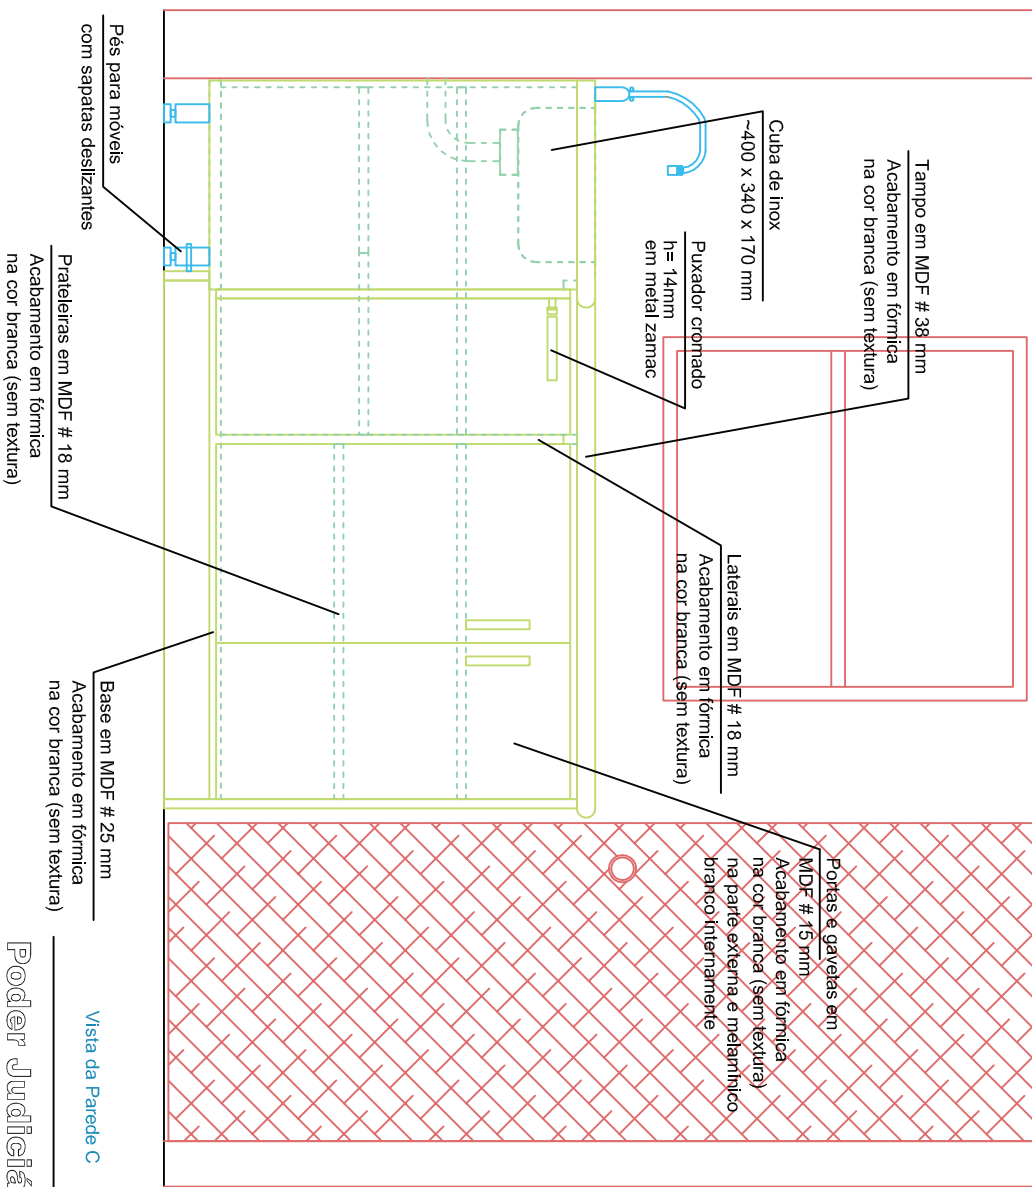 Tampo em MDF # 38 mm
Acabamento em fórmica
na cor branca (sem textura)
Cuba de inox
~400 x 340 x 170 mm
Puxador cromado
h= 14mm
em metal zamac
Laterais em MDF # 18 mm
Acabamento em fórmica
na cor branca (sem textura)
Portas e gavetas em
MDF # 15 mm
Acabamento em fórmica
na cor branca (sem textura)
na parte externa e melamínico
branco internamente
Pés para móveis
com sapatas deslizantes
Prateleiras em MDF # 18 mm
Acabamento em fórmica
na cor branca (sem textura)
Base em MDF # 25 mm
Acabamento em fórmica
na cor branca (sem textura)
Vista da Parede C
Poder Judiciá